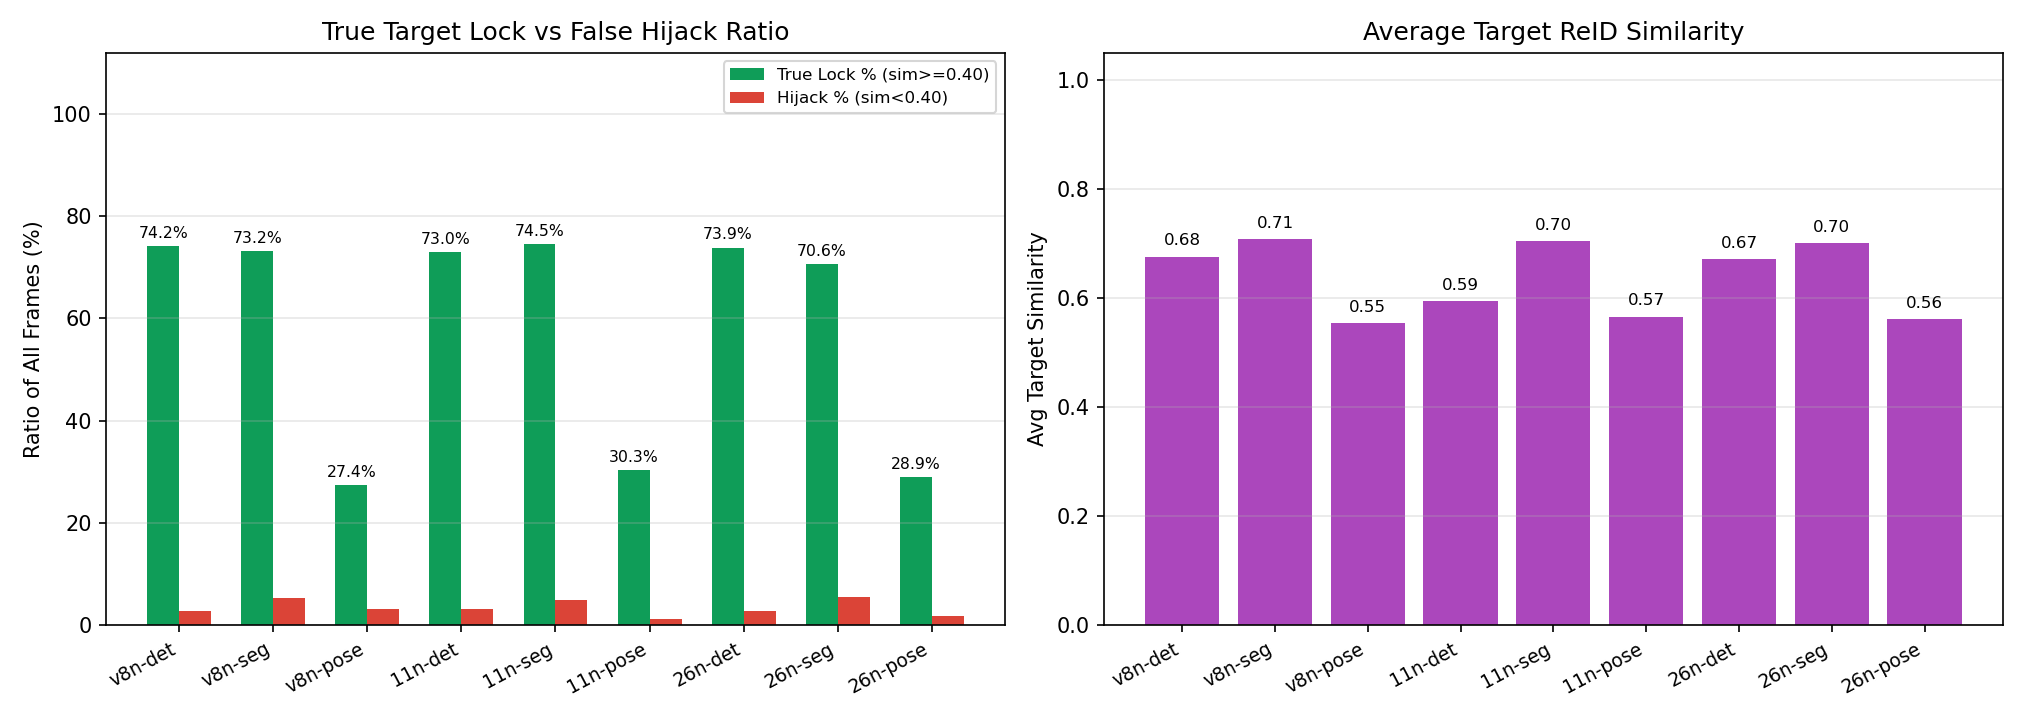 True Target Lock vs False Hijack Ratio
Ratio of All Frames (%)
100
80
60
40
20
0
True Lock % (sim>=0.40)
Hijack % (sim<0.40)
74.2%
73.2%
27.4%
73.0%
74.5%
30.3%
73.9%
70.6%
28.9%
v8n-det
v8n-seg
v8n-pose
11n-det
11n-seg
11n-pose
26n-det
26n-seg
26n-pose
Average Target ReID Similarity
Avg Target Similarity
1.0
0.8
0.6
0.4
0.2
0.0
0.68
0.71
0.55
0.59
0.70
0.57
0.67
0.70
0.56
v8n-det
v8n-seg
v8n-pose
11n-det
11n-seg
11n-pose
26n-det
26n-seg
26n-pose